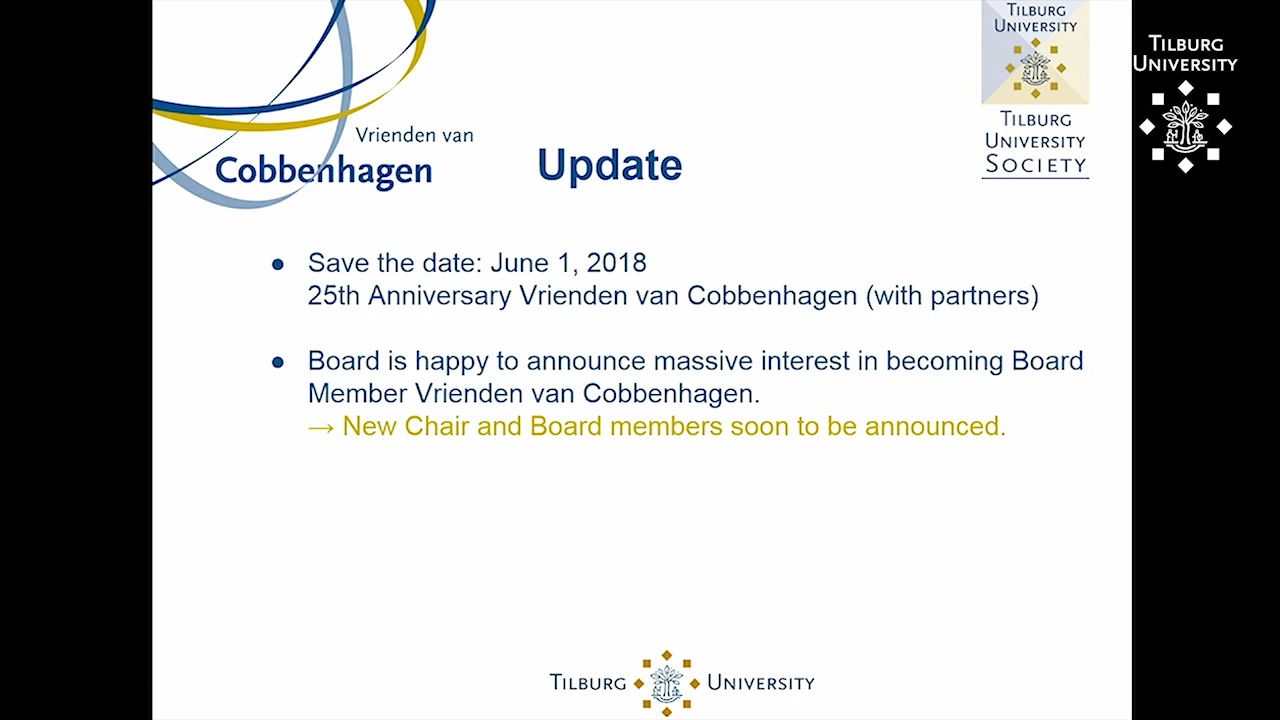 TILBURG
UNIVERSITY
TILBURG
UNIVERSITY
SOCIETY
TILBURG
UNIVERSITY
Vrienden van
Cobbenhagen
Update
● Save the date: June 1, 2018
25th Anniversary Vrienden van Cobbenhagen (with partners)
● Board is happy to announce massive interest in becoming Board
Member Vrienden van Cobbenhagen.
→ New Chair and Board members soon to be announced.
TILBURG UNIVERSITY